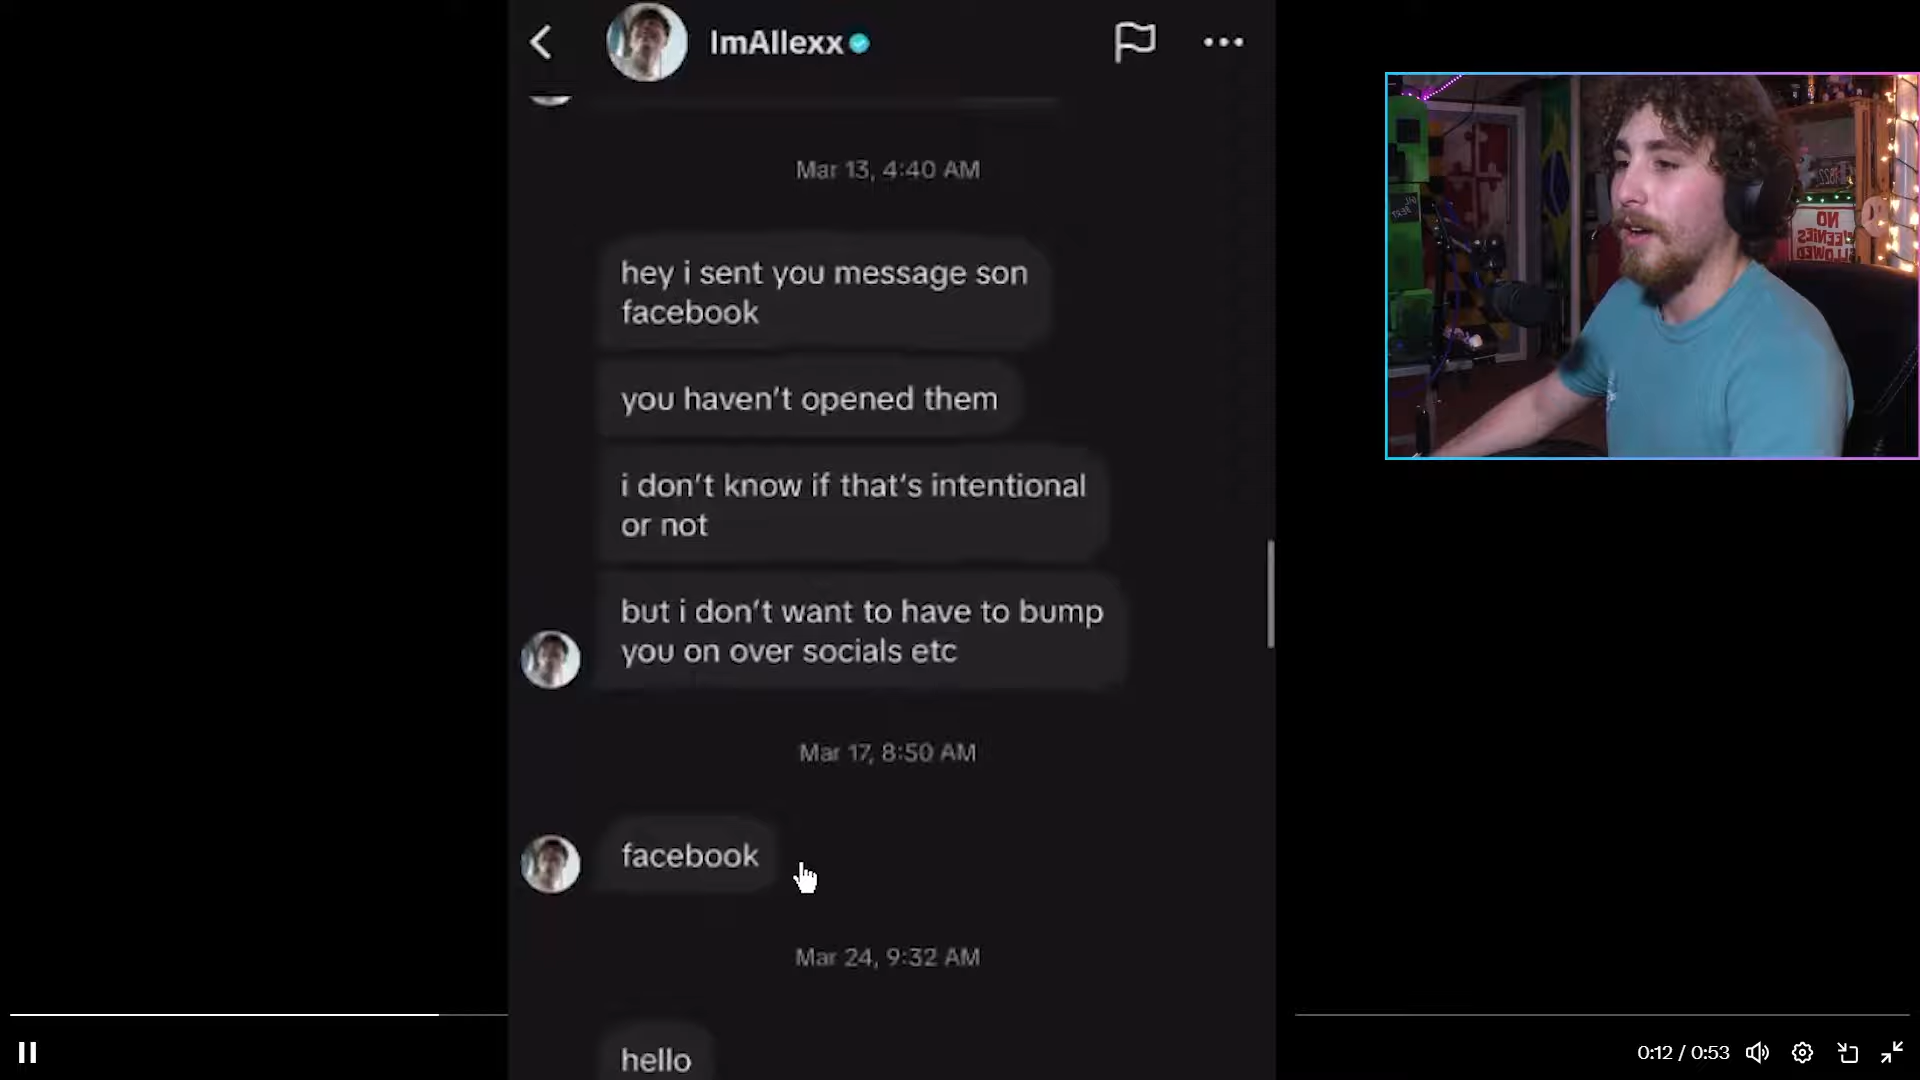 ImAllexx
Mar 13, 4:40 AM
hey i sent you message son
facebook
you haven't opened them
i don't know if that's intentional
or not
but i don't want to have to bump
you on over socials etc
Mar 17, 8:50 AM
facebook
Mar 24, 9:32 AM
hello
0:12 / 0:53
NO